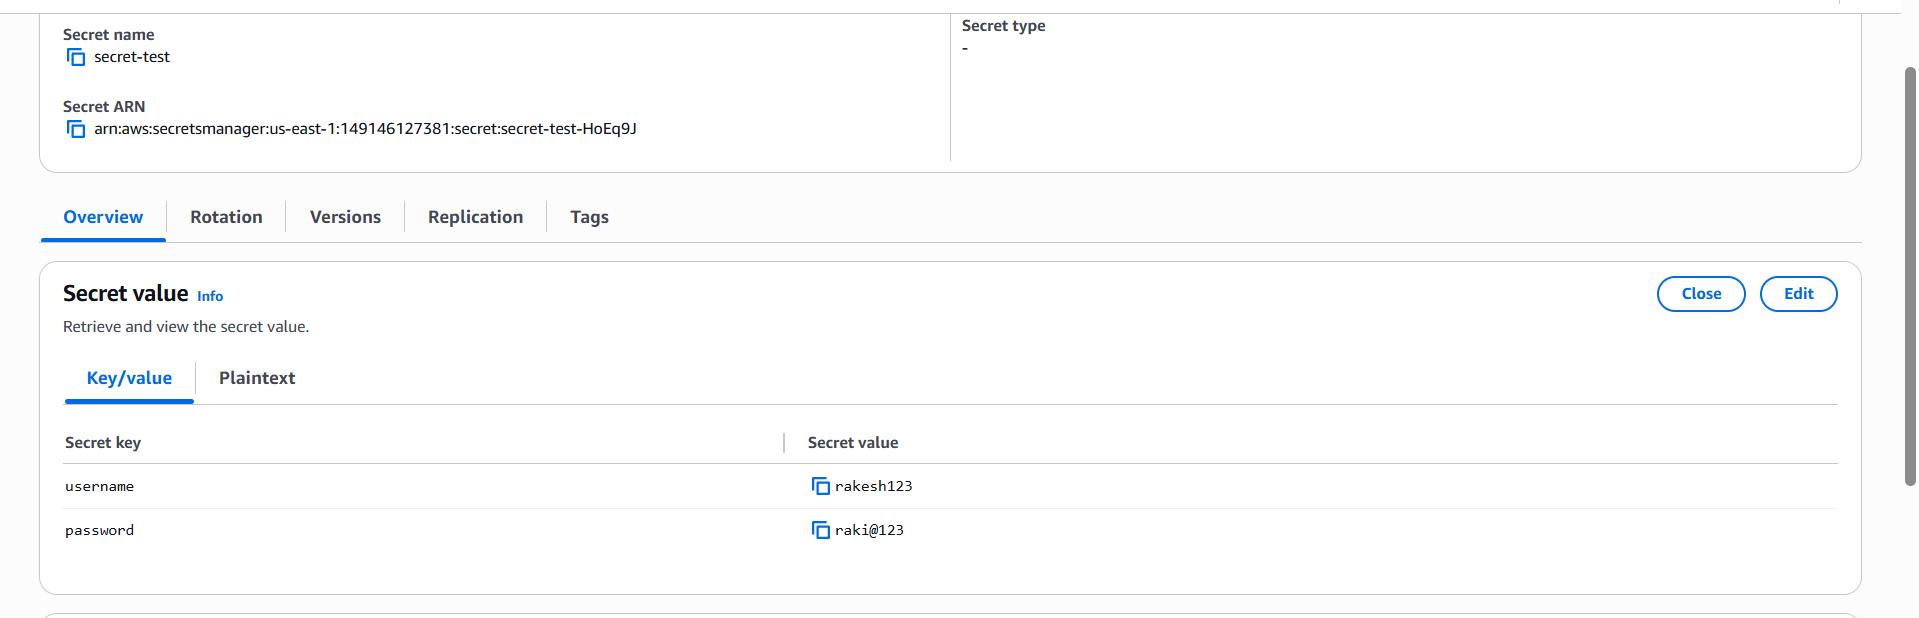 Secret name
secret-test
Secret ARN
arn:aws:secretsmanager:us-east-1:149146127381:secret:secret-test-HoEq9J
Secret type
-
Overview
Rotation
Versions
Replication
Tags
Secret value Info
Close
Edit
Retrieve and view the secret value.
Key/value
Plaintext
Secret key
Secret value
username
rakesh123
password
raki@123